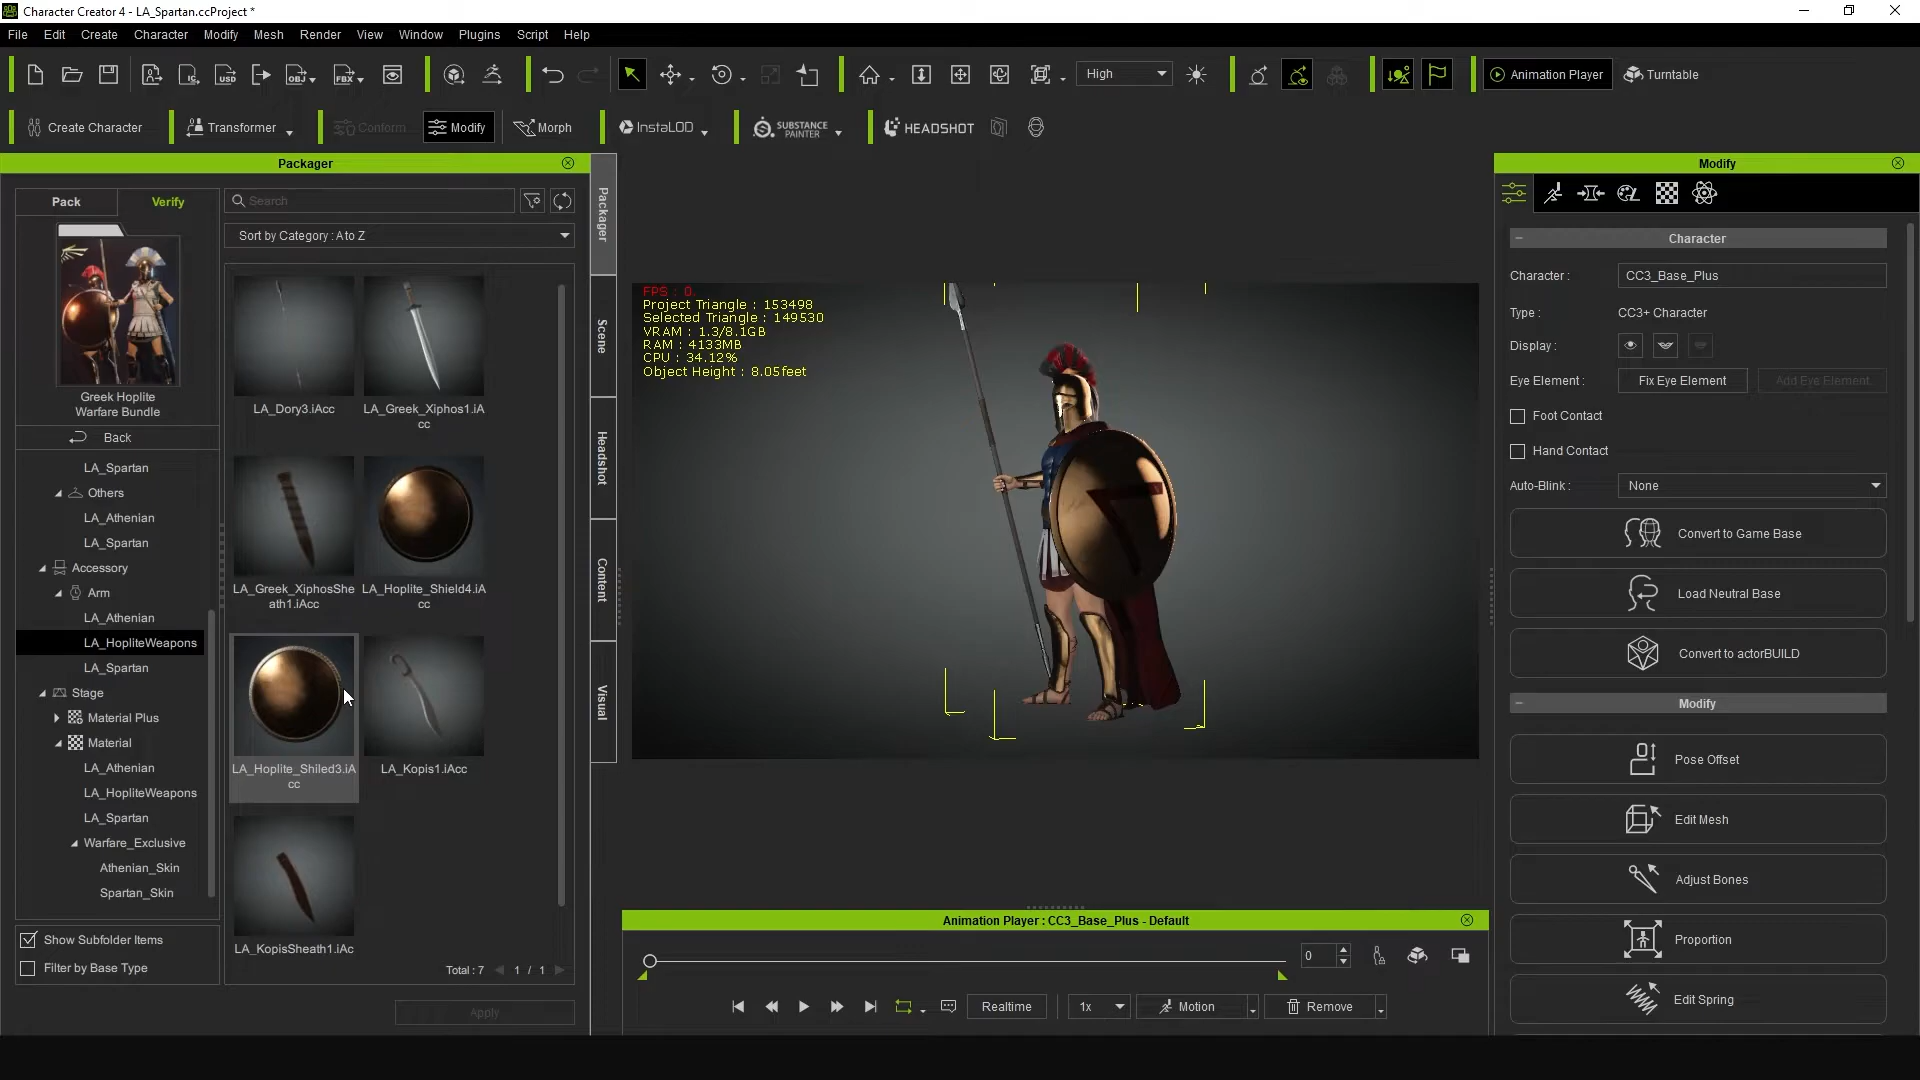 Character Creator 4 - LA_Spartan.ccProject *
File Edit Create Character Modify Mesh Render View Window Plugins Script Help
High
Animation Player
Turntable
Create Character
Transformer
Conform
Modify
Morph
InstaLOD
SUBSTANCE PAINTER
HEADSHOT
Packager
Pack
Verify
Search
Sort by Category : A to Z
Greek Hoplite
Warfare Bundle
Back
LA_Spartan
Others
LA_Athenian
LA_Spartan
Accessory
Arm
LA_Athenian
LA_HopliteWeapons
LA_Spartan
Stage
Material Plus
Material
LA_Athenian
LA_HopliteWeapons
LA_Spartan
Warfare_Exclusive
Athenian_Skin
Spartan_Skin
Show Subfolder Items
Filter by Base Type
LA_Dory3.iAcc
LA_Greek_Xiphos1.iA
cc
LA_Greek_XiphosShe
ath1.iAcc
LA_Hoplite_Shield4.iA
cc
LA_Hoplite_Shiled3.iA
cc
LA_Kopis1.iAcc
LA_KopisSheath1.iAc
Total : 7
1 / 1
Apply
Packager
Scene
Headshot
Content
Visual
FPS : 0
Project Triangle : 153498
Selected Triangle : 149530
VRAM : 1.3/8.1GB
RAM : 4133MB
CPU : 34.12%
Object Height : 8.05feet
Animation Player : CC3_Base_Plus - Default
0
Realtime
1x
Motion
Remove
Modify
Character
Character :
CC3_Base_Plus
Type :
CC3+ Character
Display :
Eye Element :
Fix Eye Element
Add Eye Element
Foot Contact
Hand Contact
Auto-Blink :
None
Convert to Game Base
Load Neutral Base
Convert to actorBUILD
Modify
Pose Offset
Edit Mesh
Adjust Bones
Proportion
Edit Spring